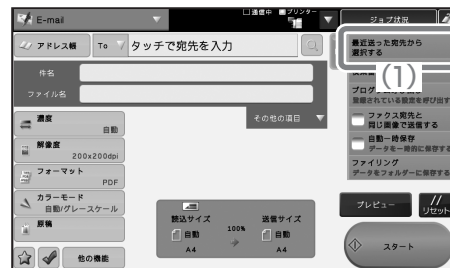 E-mail
通信中 プリンター
ジョブ状況
アドレス帳 To タッチで宛先を入力
件名
ファイル名
その他の項目
濃度
自動
解像度
200x200dpi
フォーマット
PDF
カラーモード
自動/グレースケール
原稿
他の機能
読込サイズ
自動
A4
100%
送信サイズ
自動
A4
最近送った宛先から
選択する
(1)
登録されている設定を呼び出す
ファクス宛先と
同じ画像で送信する
自動一時保存
データを一時的に保存する
ファイリング
データをフォルダーに保存する
プレビュー
リセット
スタート